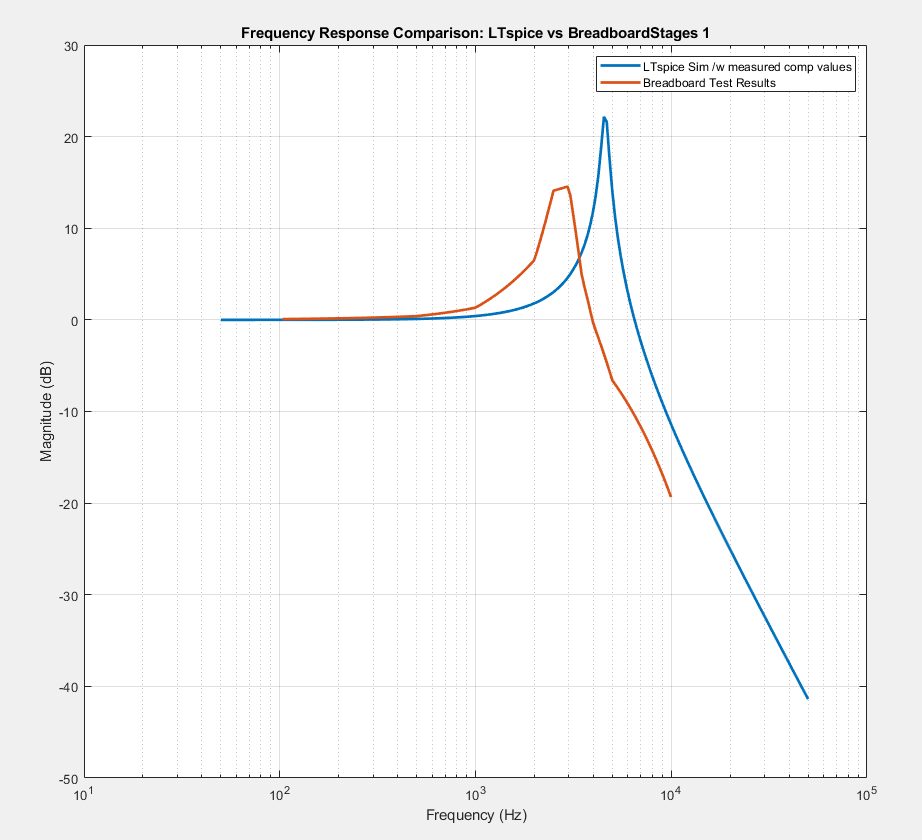 Frequency Response Comparison: LTspice vs BreadboardStages 1
LTspice Sim /w measured comp values
Breadboard Test Results
Magnitude (dB)
30
20
10
0
-10
-20
-30
-40
-50
10^1 10^2 10^3 10^4 10^5
Frequency (Hz)